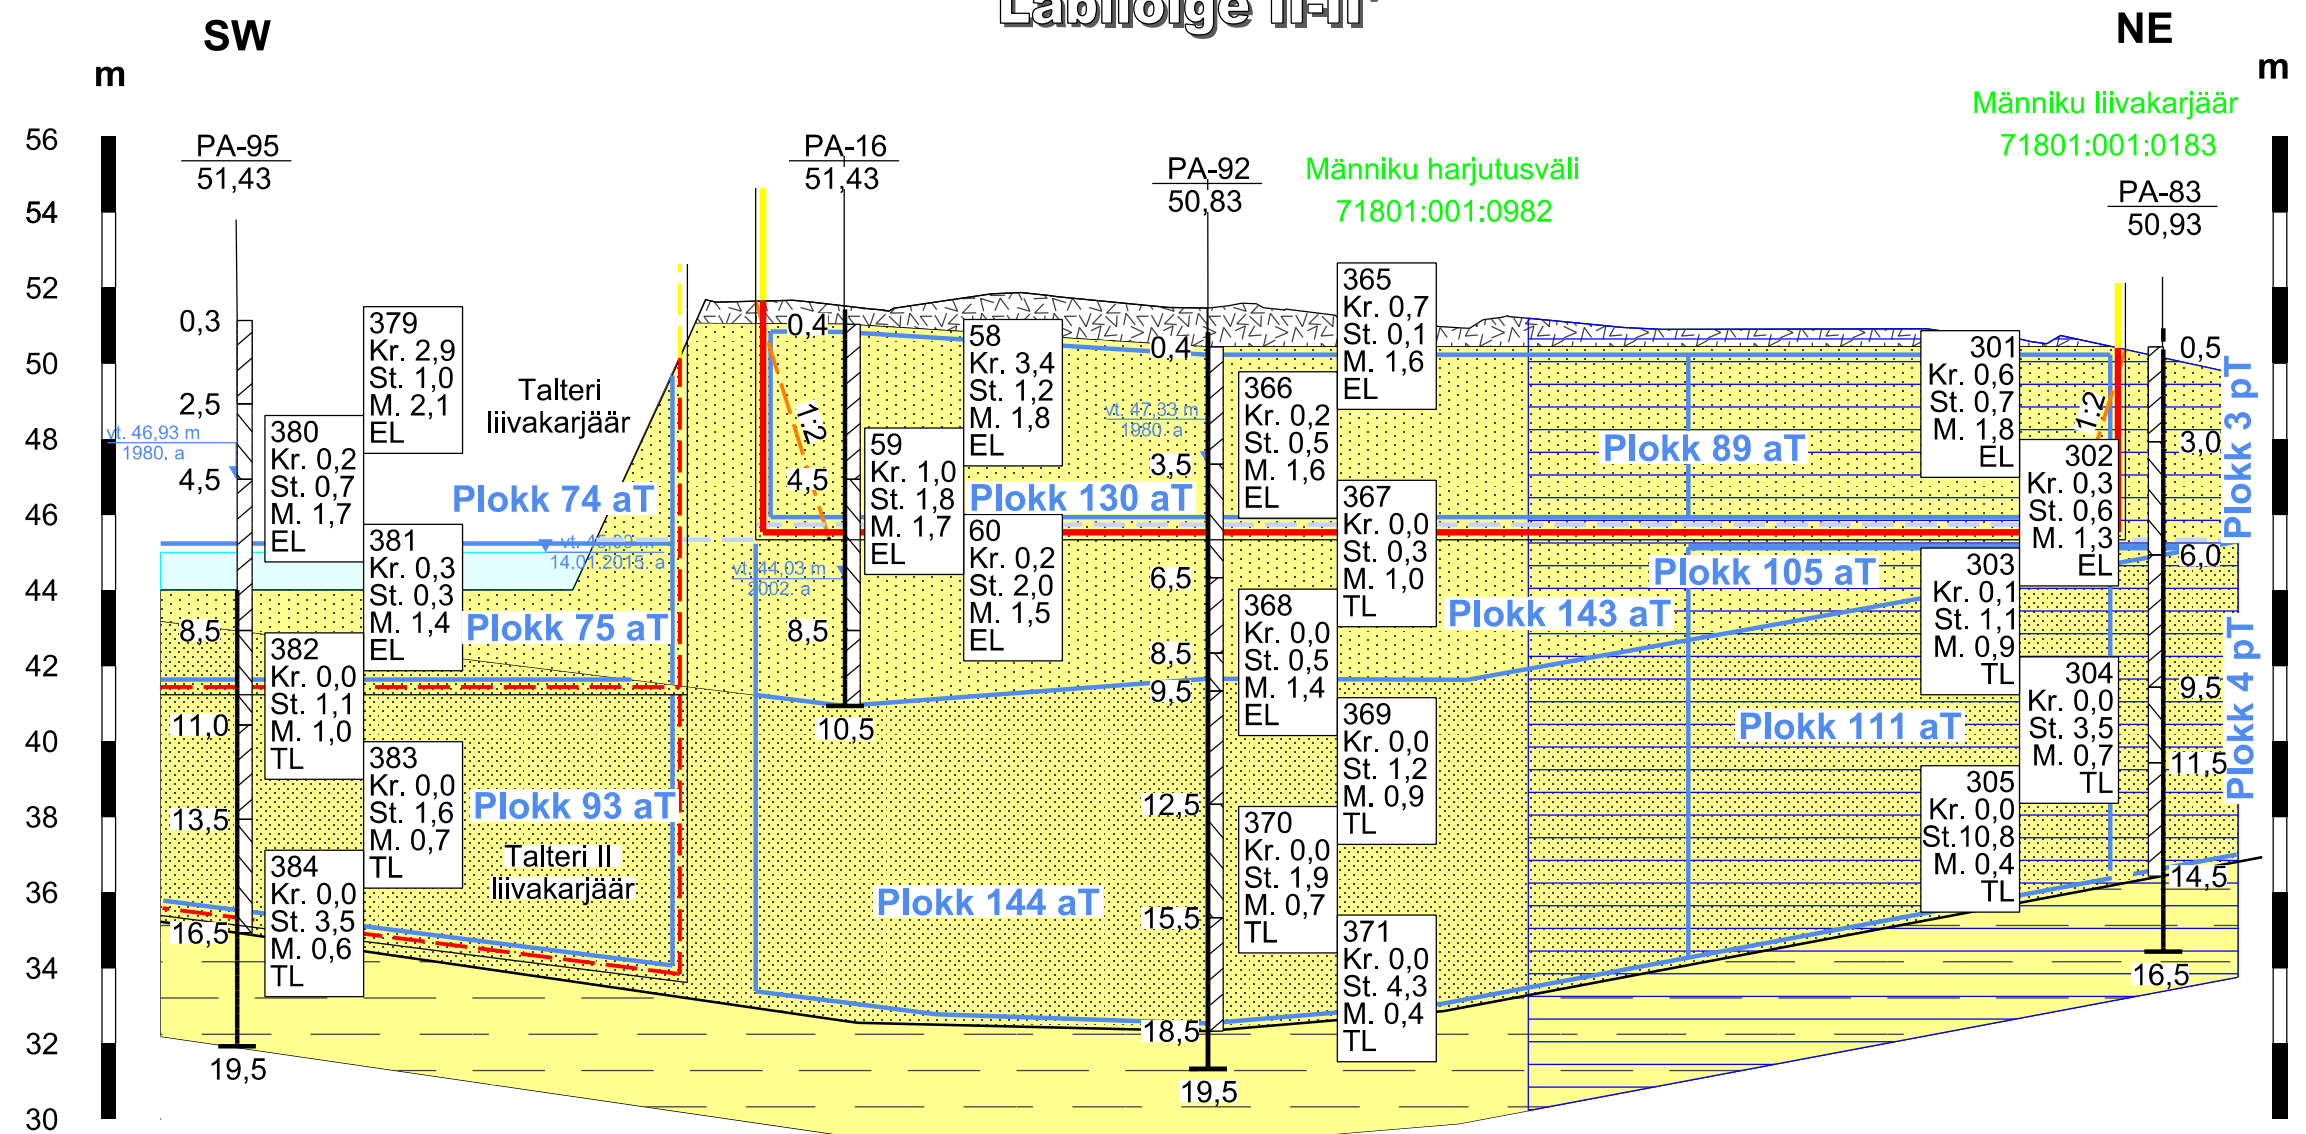 Läbilõige II-II'
SW
NE
m
m
56
54
52
50
48
46
44
42
40
38
36
34
32
30
PA-95
51,43
0,3
2,5
4,5
8,5
11,0
13,5
16,5
19,5
vt. 46,93 m
1980. a
379
Kr. 2,9
St. 1,0
M. 2,1
EL
380
Kr. 0,2
St. 0,7
M. 1,7
EL
381
Kr. 0,3
St. 0,3
M. 1,4
EL
382
Kr. 0,0
St. 1,1
M. 1,0
TL
383
Kr. 0,0
St. 1,6
M. 0,7
TL
384
Kr. 0,0
St. 3,5
M. 0,6
TL
Talteri
liivakarjäär
Plokk 74 aT
14.01.2015. a
Plokk 75 aT
Plokk 93 aT
Talteri II
liivakarjäär
PA-16
51,43
0,4
1:2
4,5
8,5
10,5
vt. 44,03 m
2002. a
58
Kr. 3,4
St. 1,2
M. 1,8
EL
59
Kr. 1,0
St. 1,8
M. 1,7
EL
60
Kr. 0,2
St. 2,0
M. 1,5
EL
Plokk 130 aT
Plokk 144 aT
PA-92
50,83
0,4
3,5
6,5
8,5
9,5
12,5
15,5
18,5
19,5
vt. 47,33 m
1980. a
Männiku harjutusväli
71801:001:0982
365
Kr. 0,7
St. 0,1
M. 1,6
EL
366
Kr. 0,2
St. 0,5
M. 1,6
EL
367
Kr. 0,0
St. 0,3
M. 1,0
TL
368
Kr. 0,0
St. 0,5
M. 1,4
EL
369
Kr. 0,0
St. 1,2
M. 0,9
TL
370
Kr. 0,0
St. 1,9
M. 0,7
TL
371
Kr. 0,0
St. 4,3
M. 0,4
TL
Plokk 89 aT
Plokk 105 aT
Plokk 143 aT
Plokk 111 aT
Männiku liivakarjäär
71801:001:0183
PA-83
50,93
0,5
3,0
6,0
9,5
11,5
14,5
16,5
1:2
301
Kr. 0,6
St. 0,7
M. 1,8
EL
302
Kr. 0,3
St. 0,6
M. 1,3
EL
303
Kr. 0,1
St. 1,1
M. 0,9
TL
304
Kr. 0,0
St. 3,5
M. 0,7
TL
305
Kr. 0,0
St.10,8
M. 0,4
TL
Plokk 3 pT
Plokk 4 pT